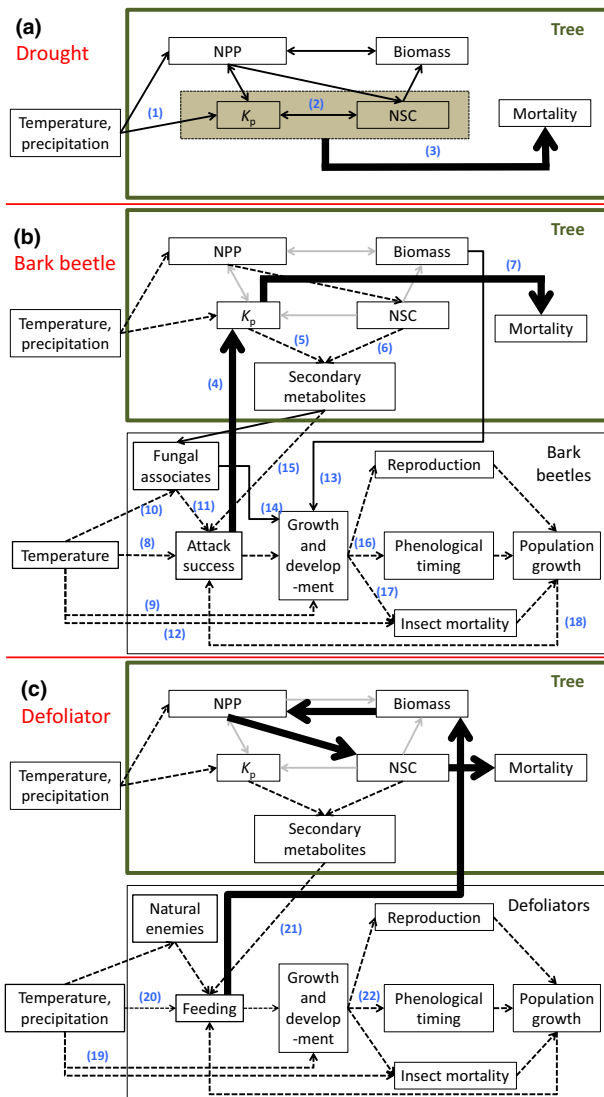 (a)
Drought
Tree
NPP
Biomass
Temperature,
precipitation
(1)
Kp
(2)
NSC
Mortality
(3)
(b)
Bark beetle
Tree
NPP
Biomass
(7)
Temperature,
precipitation
Kp
NSC
Mortality
(4)
(5)
(6)
Secondary
metabolites
Fungal
associates
(15)
(13)
Reproduction
Bark
beetles
(10)
(11)
(14)
Temperature
(8)
Attack
success
Growth
and
develop
-ment
(16)
Phenological
timing
Population
growth
(9)
(17)
(12)
Insect mortality
(18)
(c)
Defoliator
Tree
NPP
Biomass
Temperature,
precipitation
Kp
NSC
Mortality
Secondary
metabolites
Natural
enemies
(21)
Reproduction
Defoliators
Temperature,
precipitation
(20)
Feeding
Growth
and
develop
-ment
(22)
Phenological
timing
Population
growth
(19)
Insect mortality